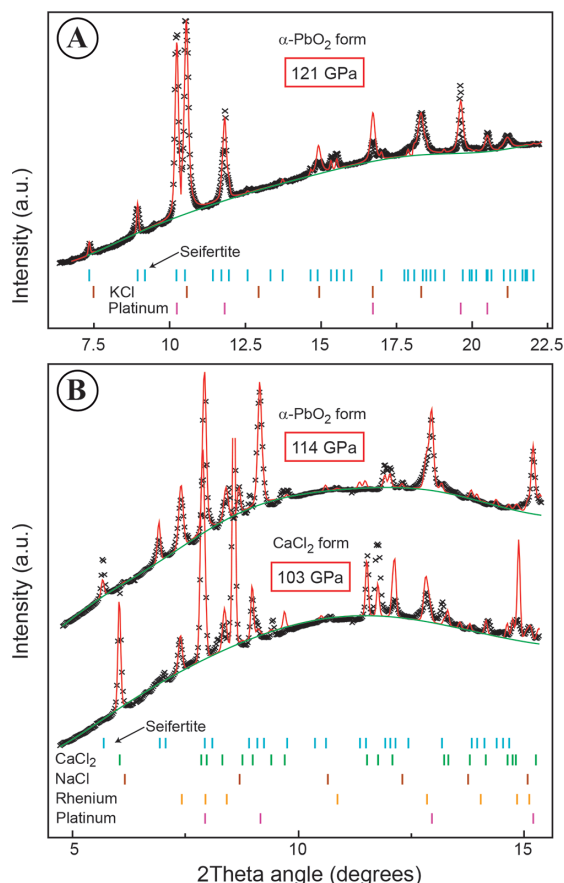 A
α-PbO2 form
121 GPa
Intensity (a.u.)
Seifertite
KCl
Platinum
7.5 10 12.5 15 17.5 20 22.5
B
α-PbO2 form
114 GPa
CaCl2 form
103 GPa
Intensity (a.u.)
Seifertite
CaCl2
NaCl
Rhenium
Platinum
5 10 15
2Theta angle (degrees)